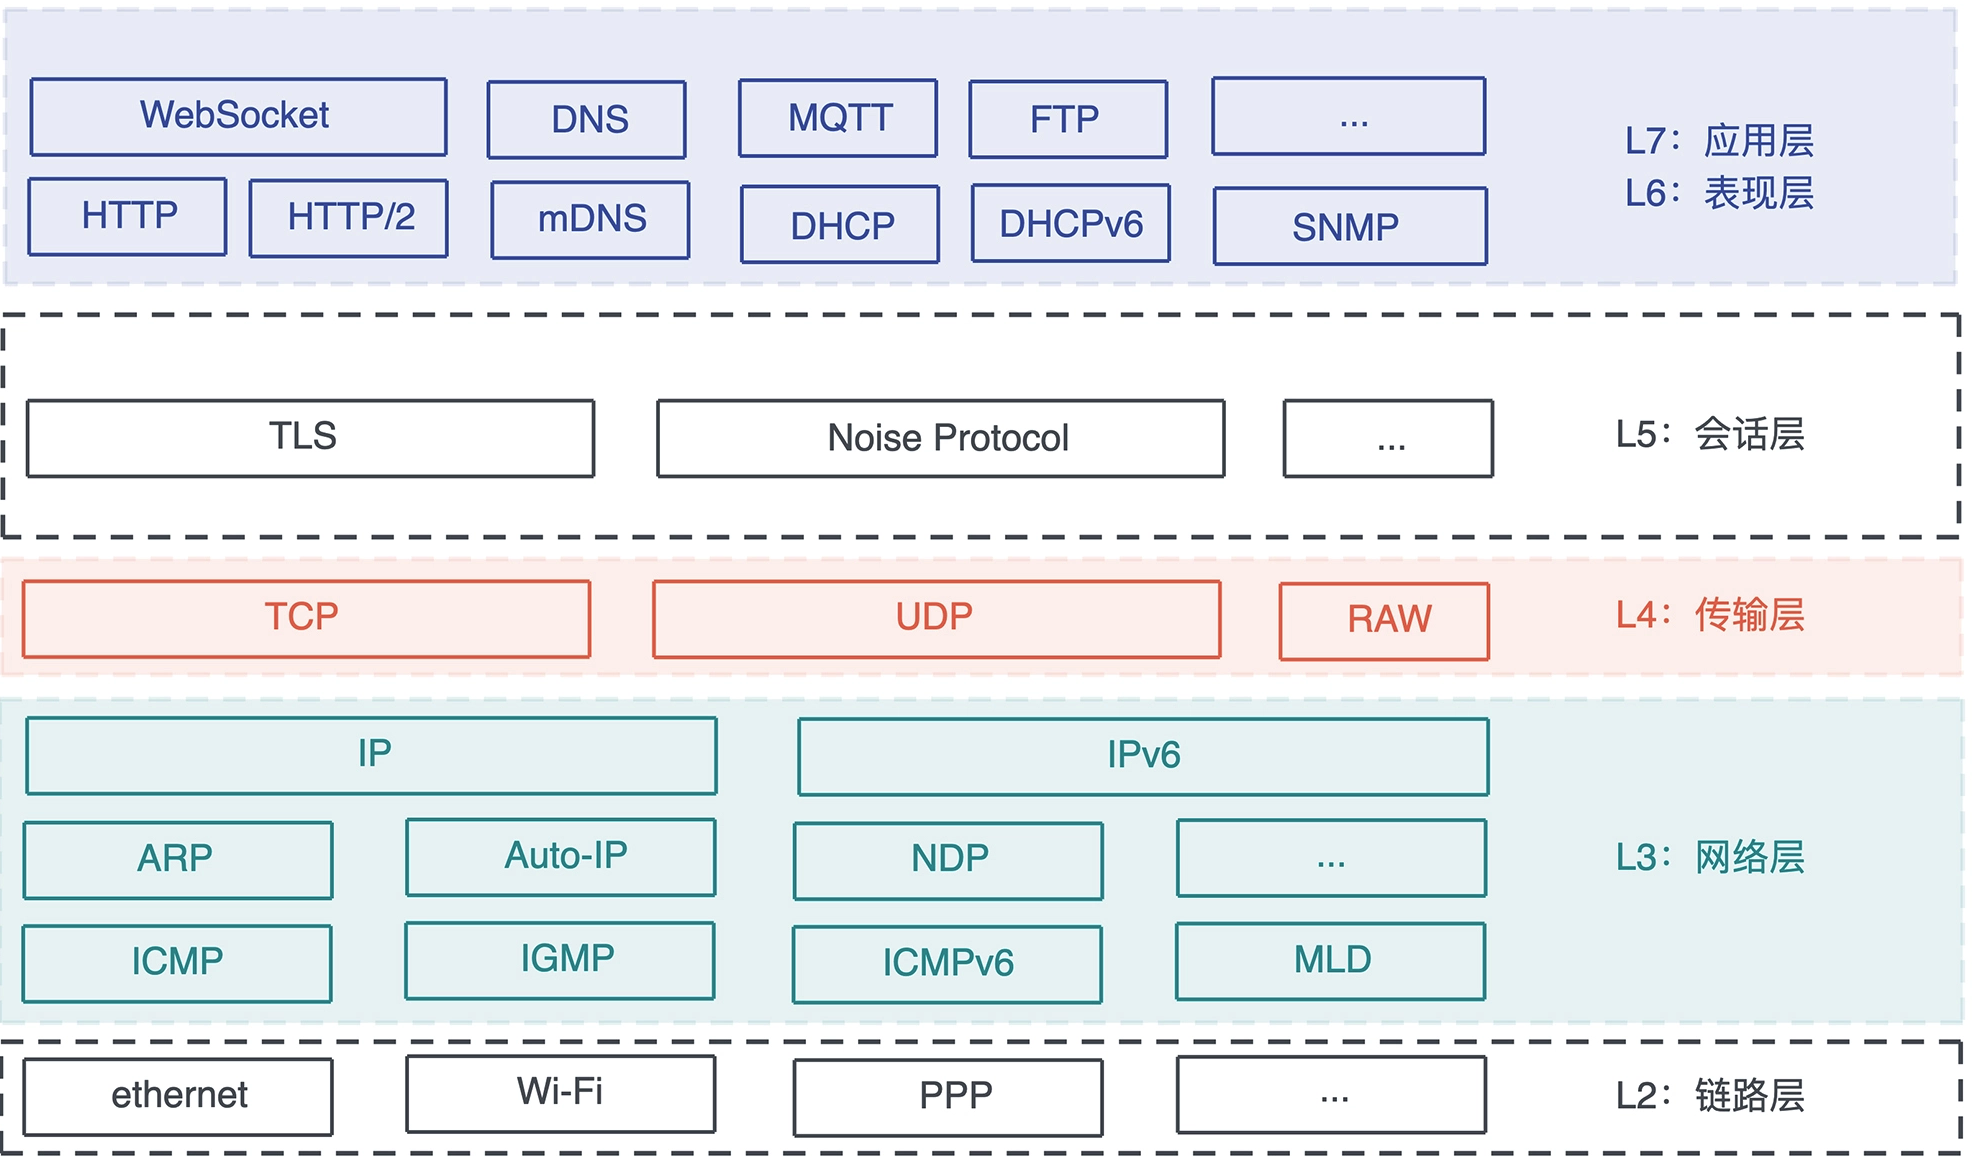 WebSocket
DNS
MQTT
FTP
...
HTTP
HTTP/2
mDNS
DHCP
DHCPv6
SNMP
L7：应用层
L6：表现层
TLS
Noise Protocol
...
L5：会话层
TCP
UDP
RAW
L4：传输层
IP
IPv6
ARP
Auto-IP
NDP
...
L3：网络层
ICMP
IGMP
ICMPv6
MLD
ethernet
Wi-Fi
PPP
...
L2：链路层